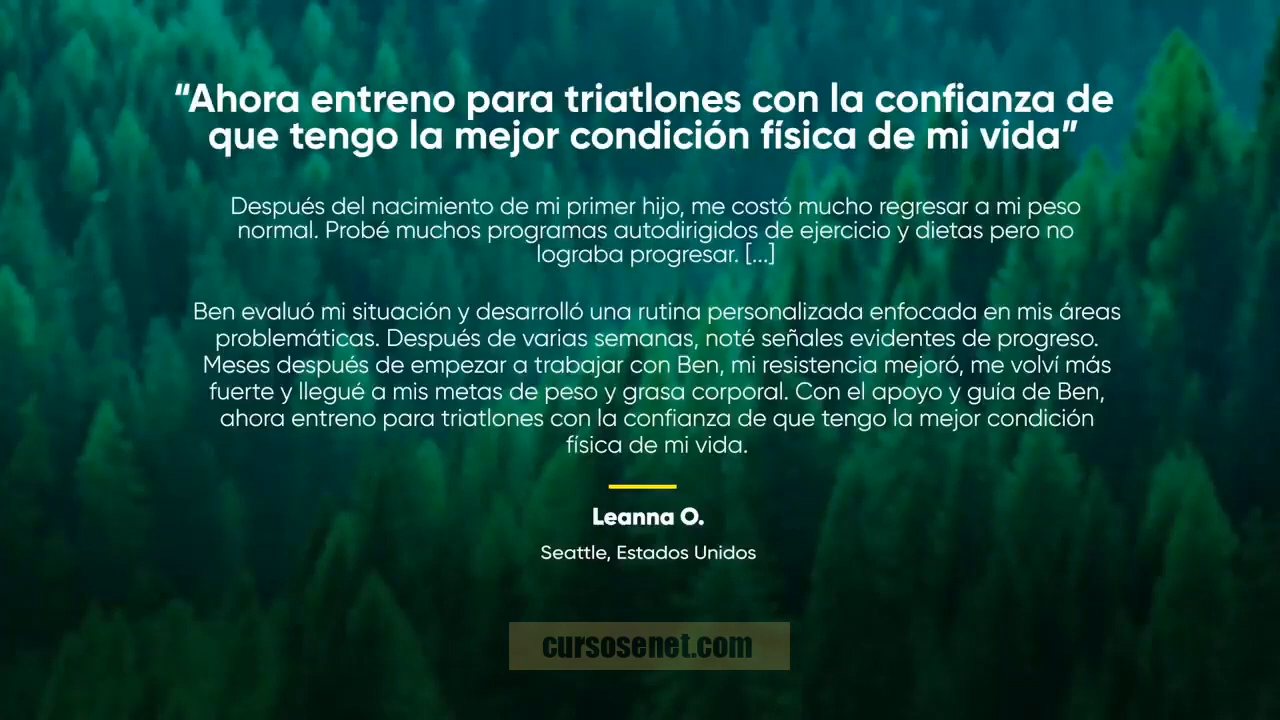 “Ahora entreno para triatlones con la confianza de
que tengo la mejor condición física de mi vida”
Después del nacimiento de mi primer hijo, me costó mucho regresar a mi peso
normal. Probé muchos programas autodirigidos de ejercicio y dietas pero no
lograba progresar. [...]
Ben evaluó mi situación y desarrolló una rutina personalizada enfocada en mis áreas
problemáticas. Después de varias semanas, noté señales evidentes de progreso.
Meses después de empezar a trabajar con Ben, mi resistencia mejoró, me volví más
fuerte y llegué a mis metas de peso y grasa corporal. Con el apoyo y guía de Ben,
ahora entreno para triatlones con la confianza de que tengo la mejor condición
física de mi vida.
Leanna O.
Seattle, Estados Unidos
cursosenet.com